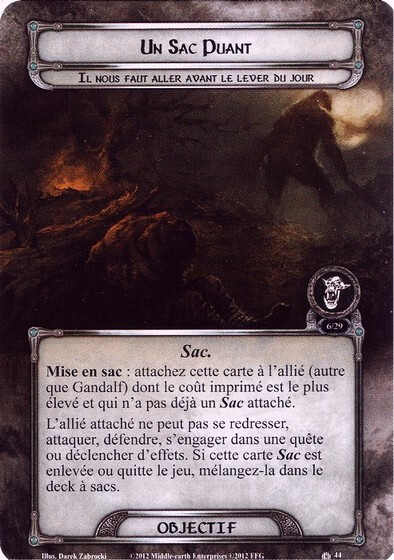 Un Sac Puant
Il nous faut aller avant le lever du jour
6/29
Sac.
Mise en sac : attachez cette carte à l'allié (autre
que Gandalf) dont le coût imprimé est le plus
élevé et qui n'a pas déjà un Sac attaché.
L'allié attaché ne peut pas se redresser,
attaquer, défendre, s'engager dans une quête
ou déclencher d'effets. Si cette carte Sac est
enlevée ou quitte le jeu, mélangez-la dans le
deck à sacs.
OBJECTIF
Illus. Darek Zabrocki ©2012 Middle-earth Enterprises ©2012 FFG 44